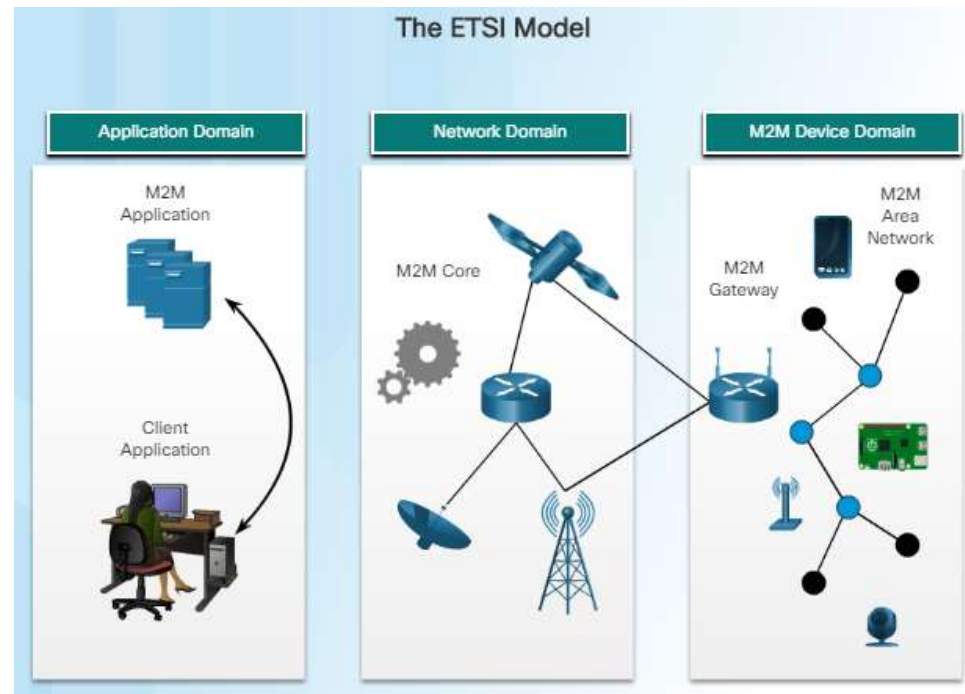 The ETSI Model
Application Domain
Network Domain
M2M Device Domain
M2M
Application
Client
Application
M2M Core
M2M
Gateway
M2M
Area
Network